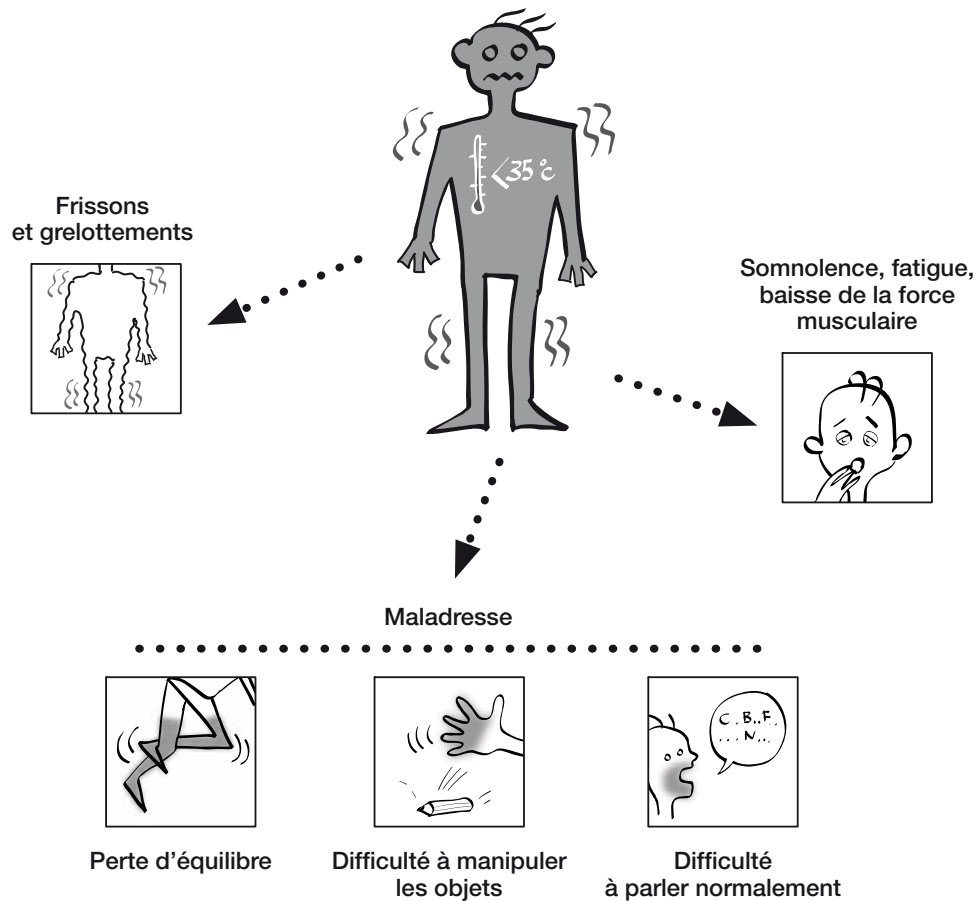 <35 °C
Frissons
et grelottements
Somnolence, fatigue,
baisse de la force
musculaire
Maladresse
C..B..F..
....N...
Perte d'équilibre
Difficulté à manipuler
les objets
Difficulté
à parler normalement